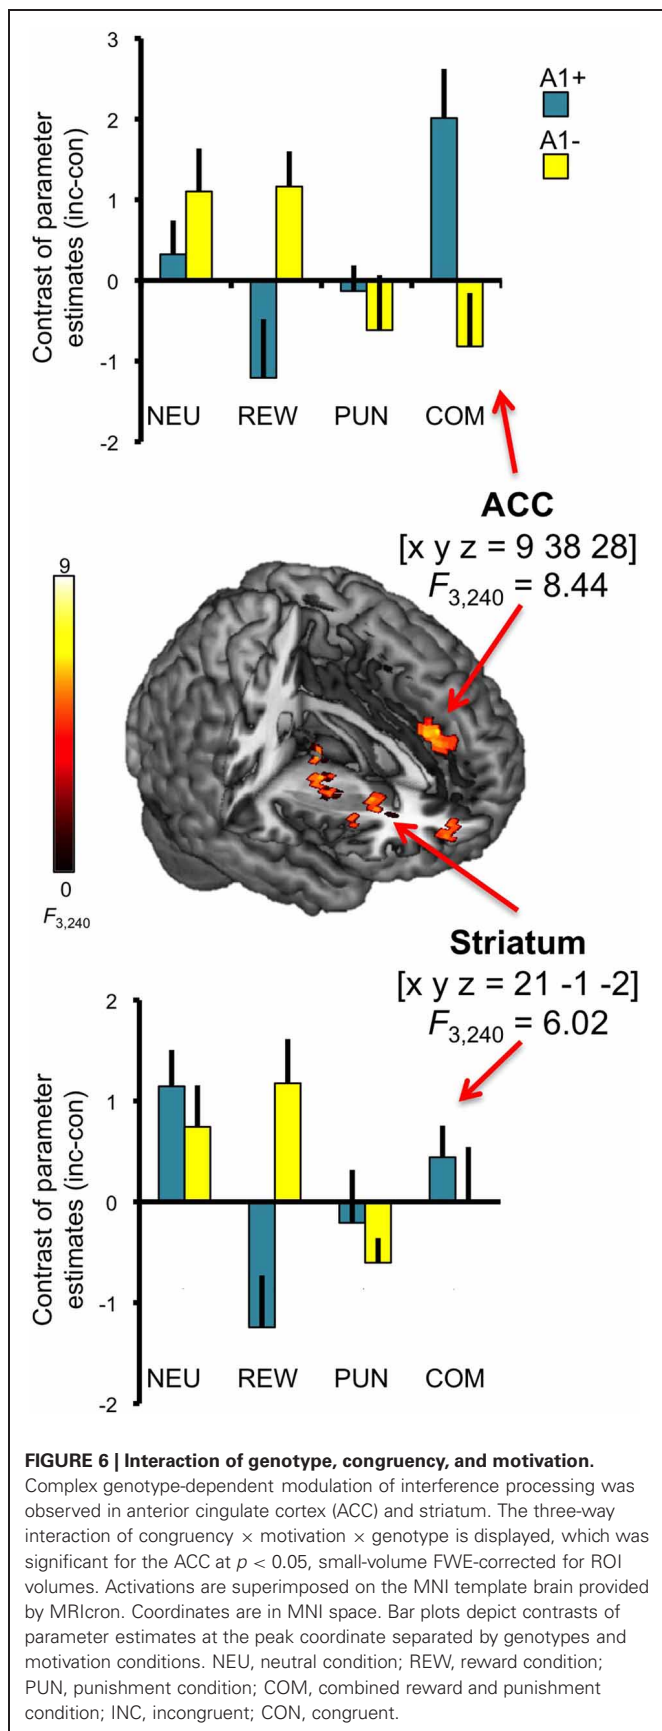 3
A1+
2
A1-
1
0
-1
-2
Contrast of parameter
estimates (inc-con)
NEU REW PUN COM
ACC
[x y z = 9 38 28]
F3,240 = 8.44
9
0
F3,240
Striatum
[x y z = 21 -1 -2]
F3,240 = 6.02
2
1
0
-1
-2
Contrast of parameter
estimates (inc-con)
NEU REW PUN COM
FIGURE 6 | Interaction of genotype, congruency, and motivation.
Complex genotype-dependent modulation of interference processing was
observed in anterior cingulate cortex (ACC) and striatum. The three-way
interaction of congruency × motivation × genotype is displayed, which was
significant for the ACC at p < 0.05, small-volume FWE-corrected for ROI
volumes. Activations are superimposed on the MNI template brain provided
by MRIcron. Coordinates are in MNI space. Bar plots depict contrasts of
parameter estimates at the peak coordinate separated by genotypes and
motivation conditions. NEU, neutral condition; REW, reward condition;
PUN, punishment condition; COM, combined reward and punishment
condition; INC, incongruent; CON, congruent.